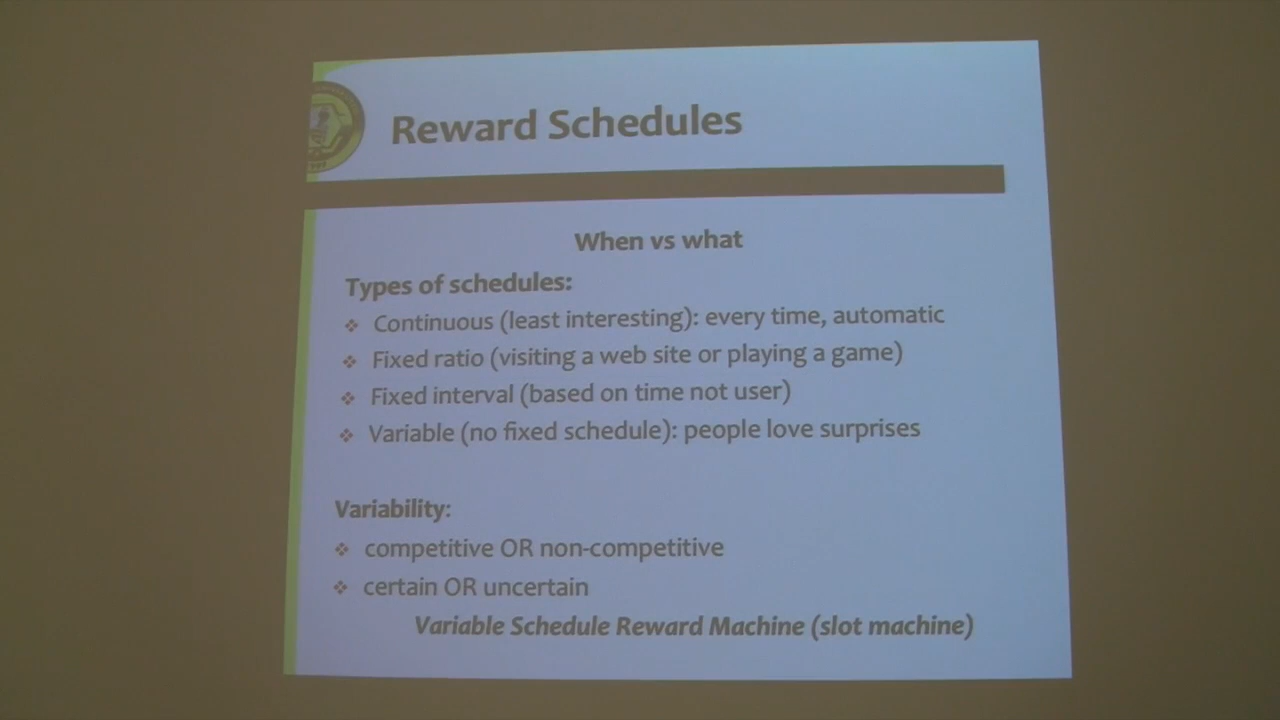 Reward Schedules
When vs what
Types of schedules:
❖ Continuous (least interesting): every time, automatic
❖ Fixed ratio (visiting a web site or playing a game)
❖ Fixed interval (based on time not user)
❖ Variable (no fixed schedule): people love surprises
Variability:
❖ competitive OR non-competitive
❖ certain OR uncertain
Variable Schedule Reward Machine (slot machine)